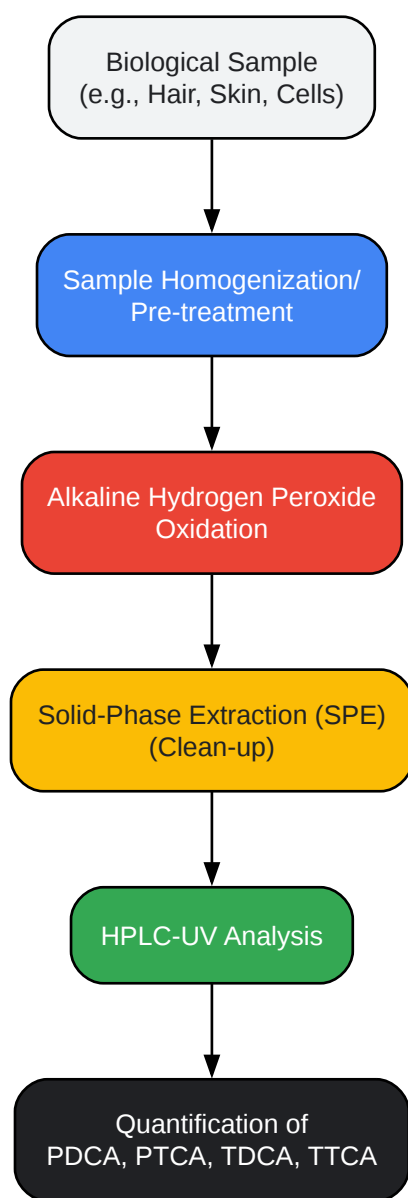 Biological Sample
(e.g., Hair, Skin, Cells)
Sample Homogenization/
Pre-treatment
Alkaline Hydrogen Peroxide
Oxidation
Solid-Phase Extraction (SPE)
(Clean-up)
HPLC-UV Analysis
Quantification of
PDCA, PTCA, TDCA, TTCA